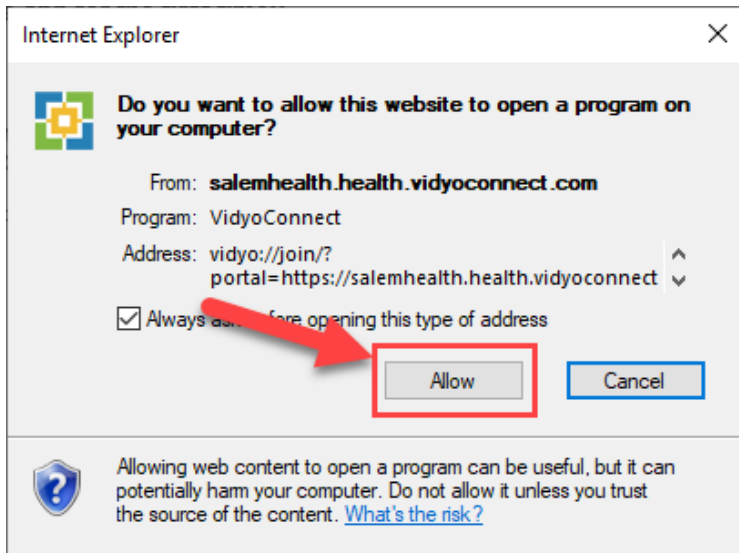 Internet Explorer
Do you want to allow this website to open a program on
your computer?
From: salemhealth.health.vidyoconnect.com
Program: VidyoConnect
Address: vidyo://join/?
portal=https://salemhealth.health.vidyoconnect
Always ask before opening this type of address
Allow Cancel
Allowing web content to open a program can be useful, but it can
potentially harm your computer. Do not allow it unless you trust
the source of the content. What's the risk?